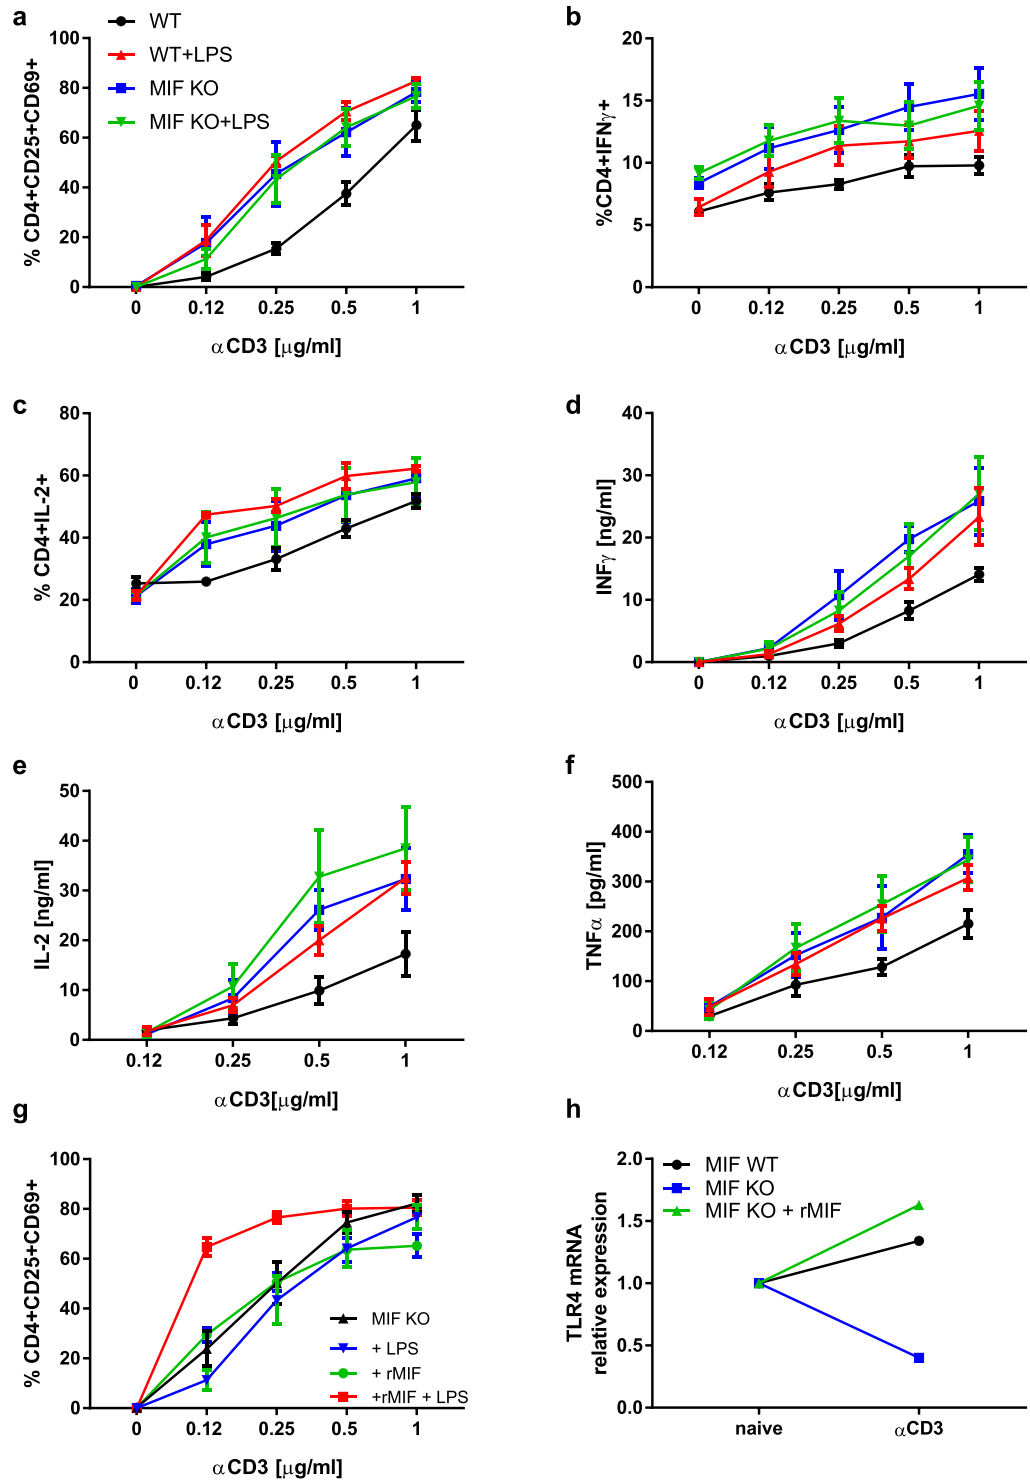 a
WT
WT+LPS
MIF KO
MIF KO+LPS
% CD4+CD25+CD69+
100
80
60
40
20
0
0 0.12 0.25 0.5 1
αCD3 [μg/ml]
b
%CD4+IFNγ+
20
15
10
5
0
0 0.12 0.25 0.5 1
αCD3 [μg/ml]
c
% CD4+IL-2+
80
60
40
20
0
0 0.12 0.25 0.5 1
αCD3 [μg/ml]
d
INFγ [ng/ml]
40
30
20
10
0
0 0.12 0.25 0.5 1
αCD3 [μg/ml]
e
IL-2 [ng/ml]
50
40
30
20
10
0
0.12 0.25 0.5 1
αCD3[μg/ml]
f
TNFα [pg/ml]
500
400
300
200
100
0
0.12 0.25 0.5 1
αCD3[μg/ml]
g
% CD4+CD25+CD69+
100
80
60
40
20
0
MIF KO
+ LPS
+ rMIF
+rMIF + LPS
0 0.12 0.25 0.5 1
αCD3 [μg/ml]
h
TLR4 mRNA
relative expression
2.0
1.5
1.0
0.5
0.0
MIF WT
MIF KO
MIF KO + rMIF
naive αCD3